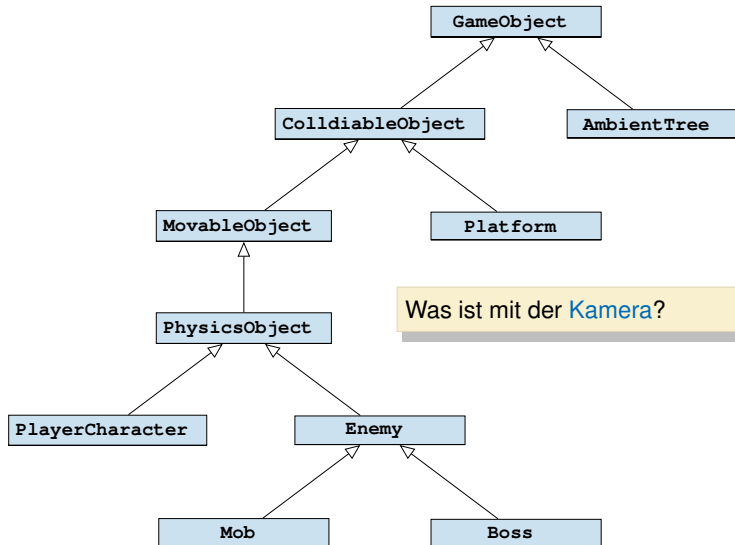 GameObject
ColldiableObject
AmbientTree
MovableObject
Platform
Was ist mit der Kamera?
PhysicsObject
PlayerCharacter
Enemy
Mob
Boss